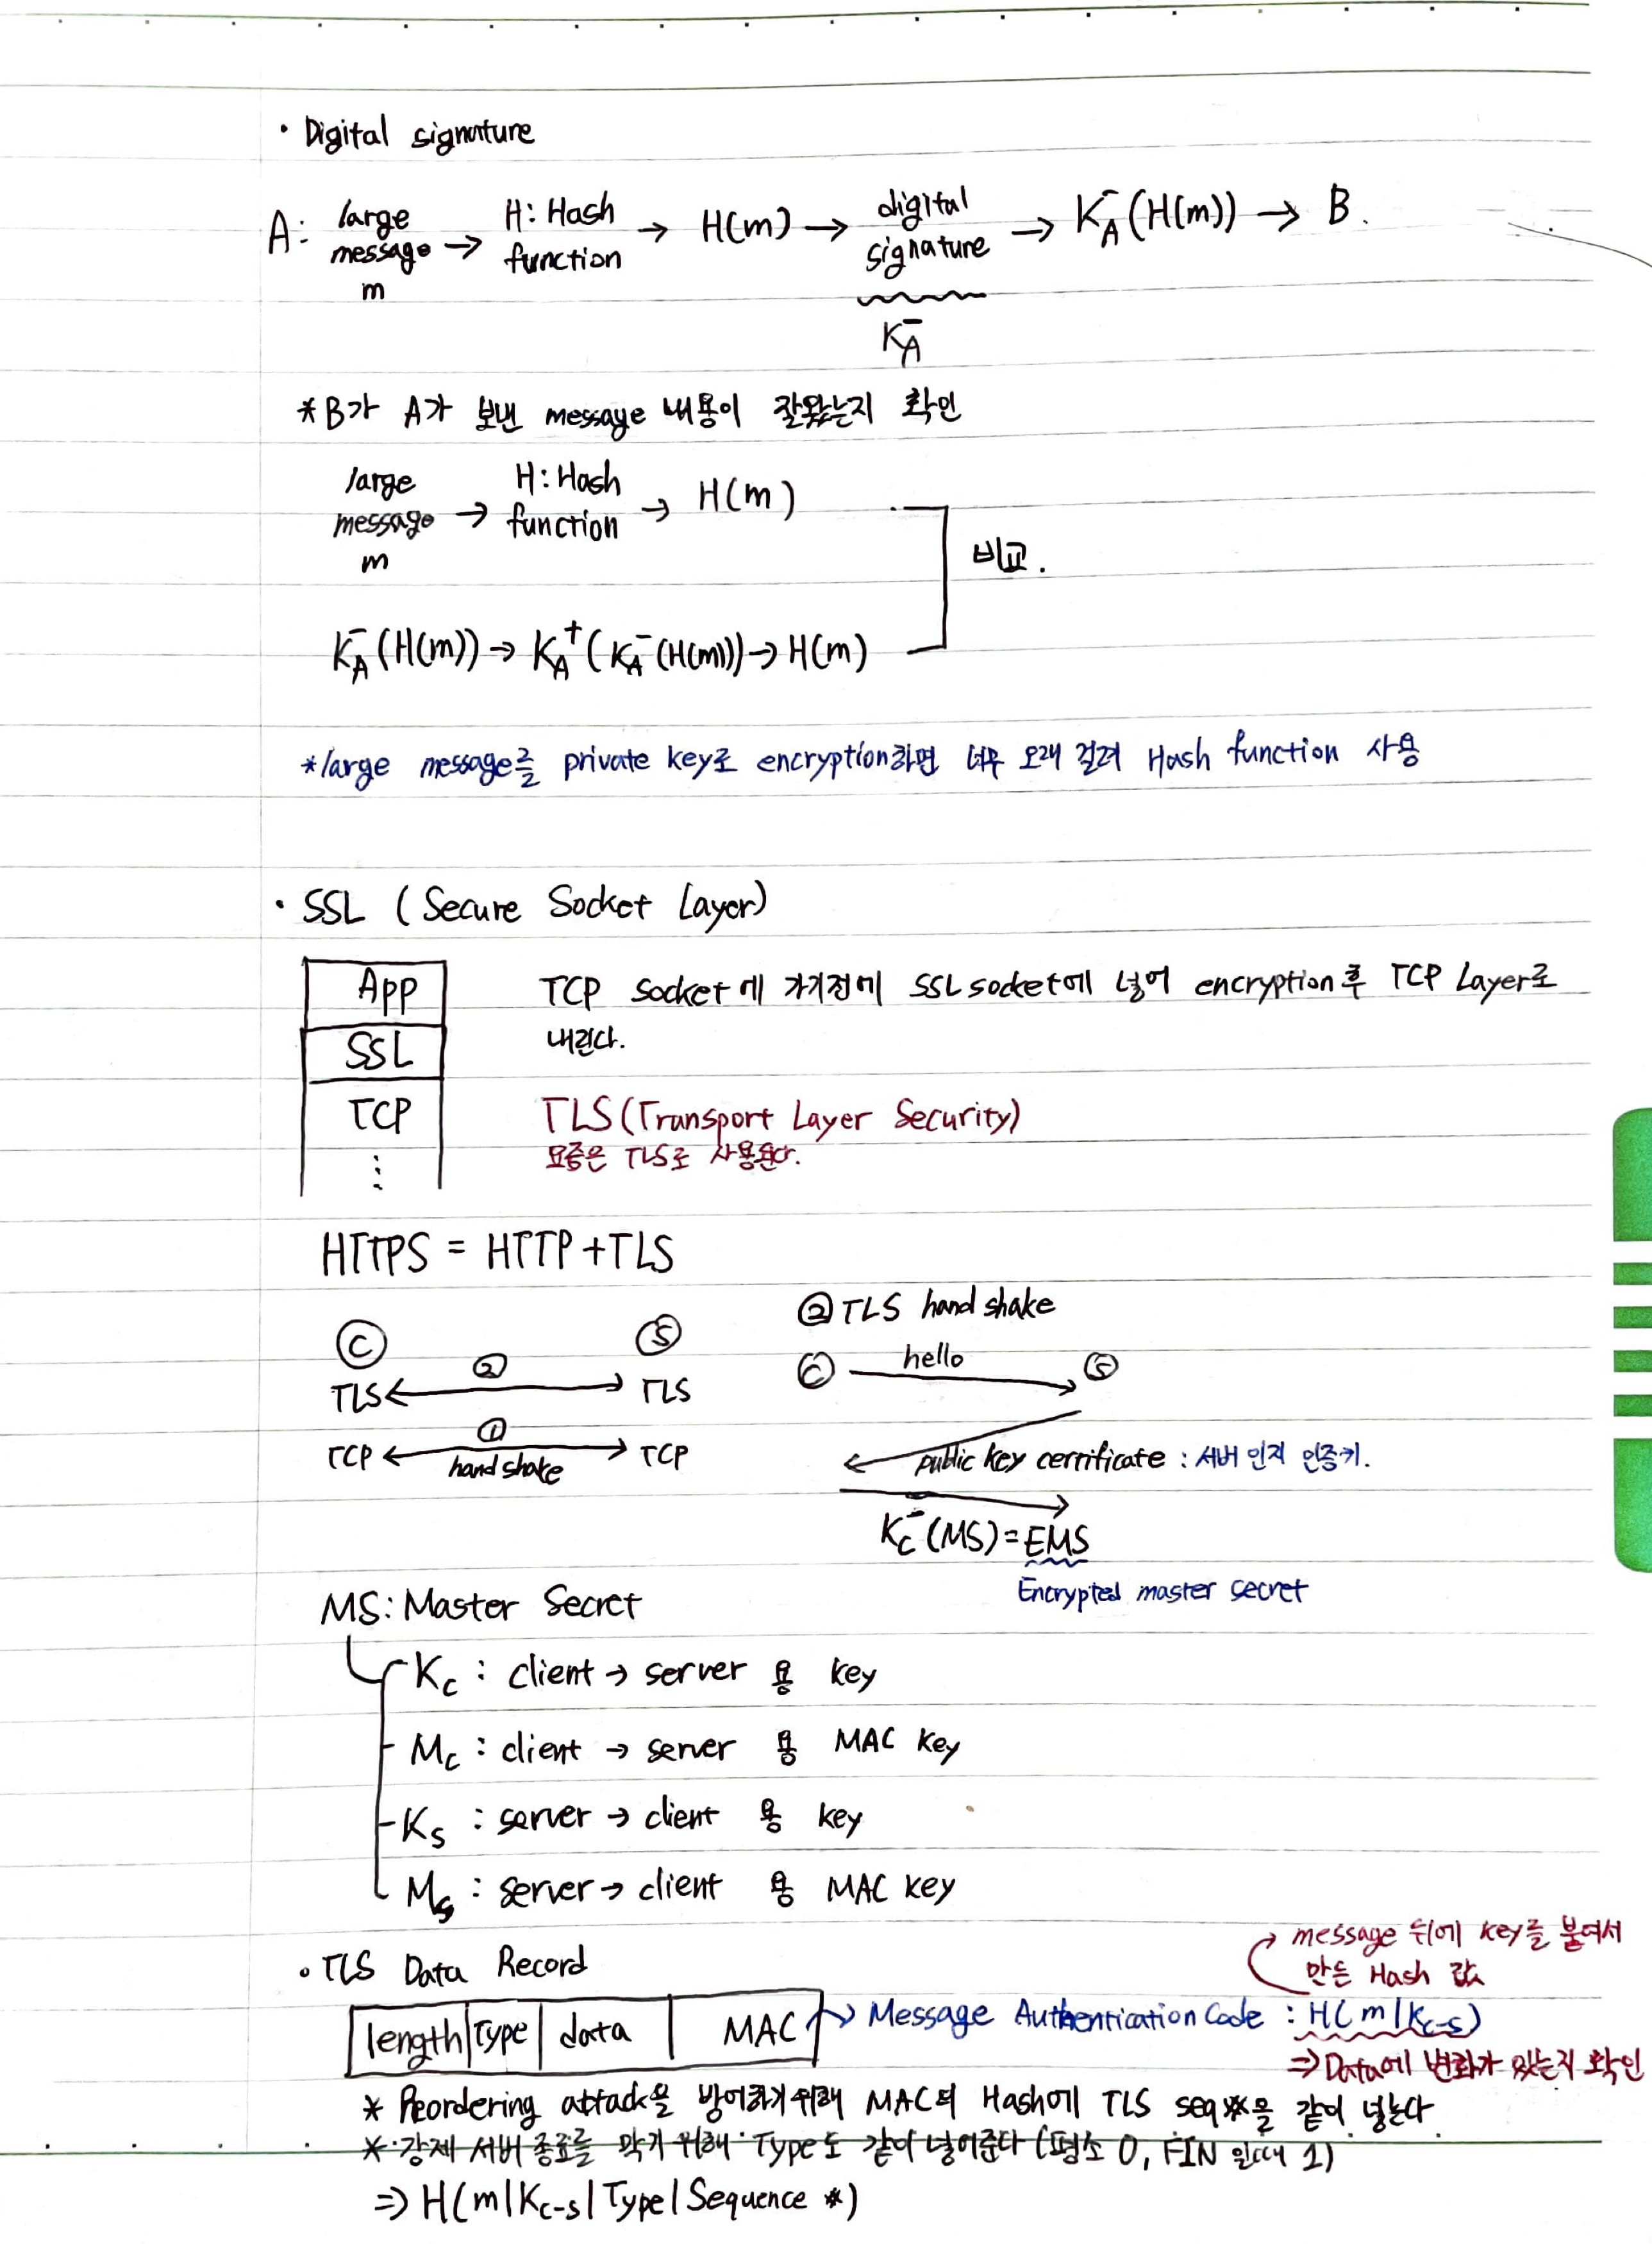 · Digital signature
A: large message m → H: Hash function → H(m) → digital signature → K_A^-(H(m)) → B.
K_A^-
*B가 A가 보낸 message 내용이 잘왔는지 확인
large message m → H: Hash function → H(m)
비교.
K_A^-(H(m)) → K_A^+(K_A^-(H(m))) → H(m)
*large message를 private key로 encryption하면 너무 오래 걸려 Hash function 사용
· SSL (Secure Socket Layer)
App
SSL
TCP
⋮
TCP socket에 가기전에 SSL socket에 넣어 encryption후 TCP Layer로
내린다.
TLS (Transport Layer Security)
요즘은 TLS로 사용된다.
HTTPS = HTTP+TLS
Ⓒ Ⓢ
TLS ←② → TLS
TCP ←① handshake→ TCP
② TLS hand shake
Ⓒ hello → Ⓢ
← public key certificate : 서버 인지 인증키.
→
K_C^-(MS) = EMS
Encrypted master secret
MS: Master Secret
K_C : client → server 용 key
M_C : client → server 용 MAC key
K_S : server → client 용 key
M_S : server → client 용 MAC key
∘ TLS Data Record
message 뒤에 key를 붙여서
만든 Hash 값
length | Type | data | MAC → Message Authentication Code : H(m|K_C-S)
⇒ Data에 변화가 있는지 확인
* Reordering attack을 방어하기 위해 MAC의 Hash에 TLS seq#을 같이 넣는다
* 강제 서버 종료를 막기 위해 Type도 같이 넣어준다 (평소 0, FIN 일때 1)
⇒ H(m|K_C-S|Type|Sequence #)